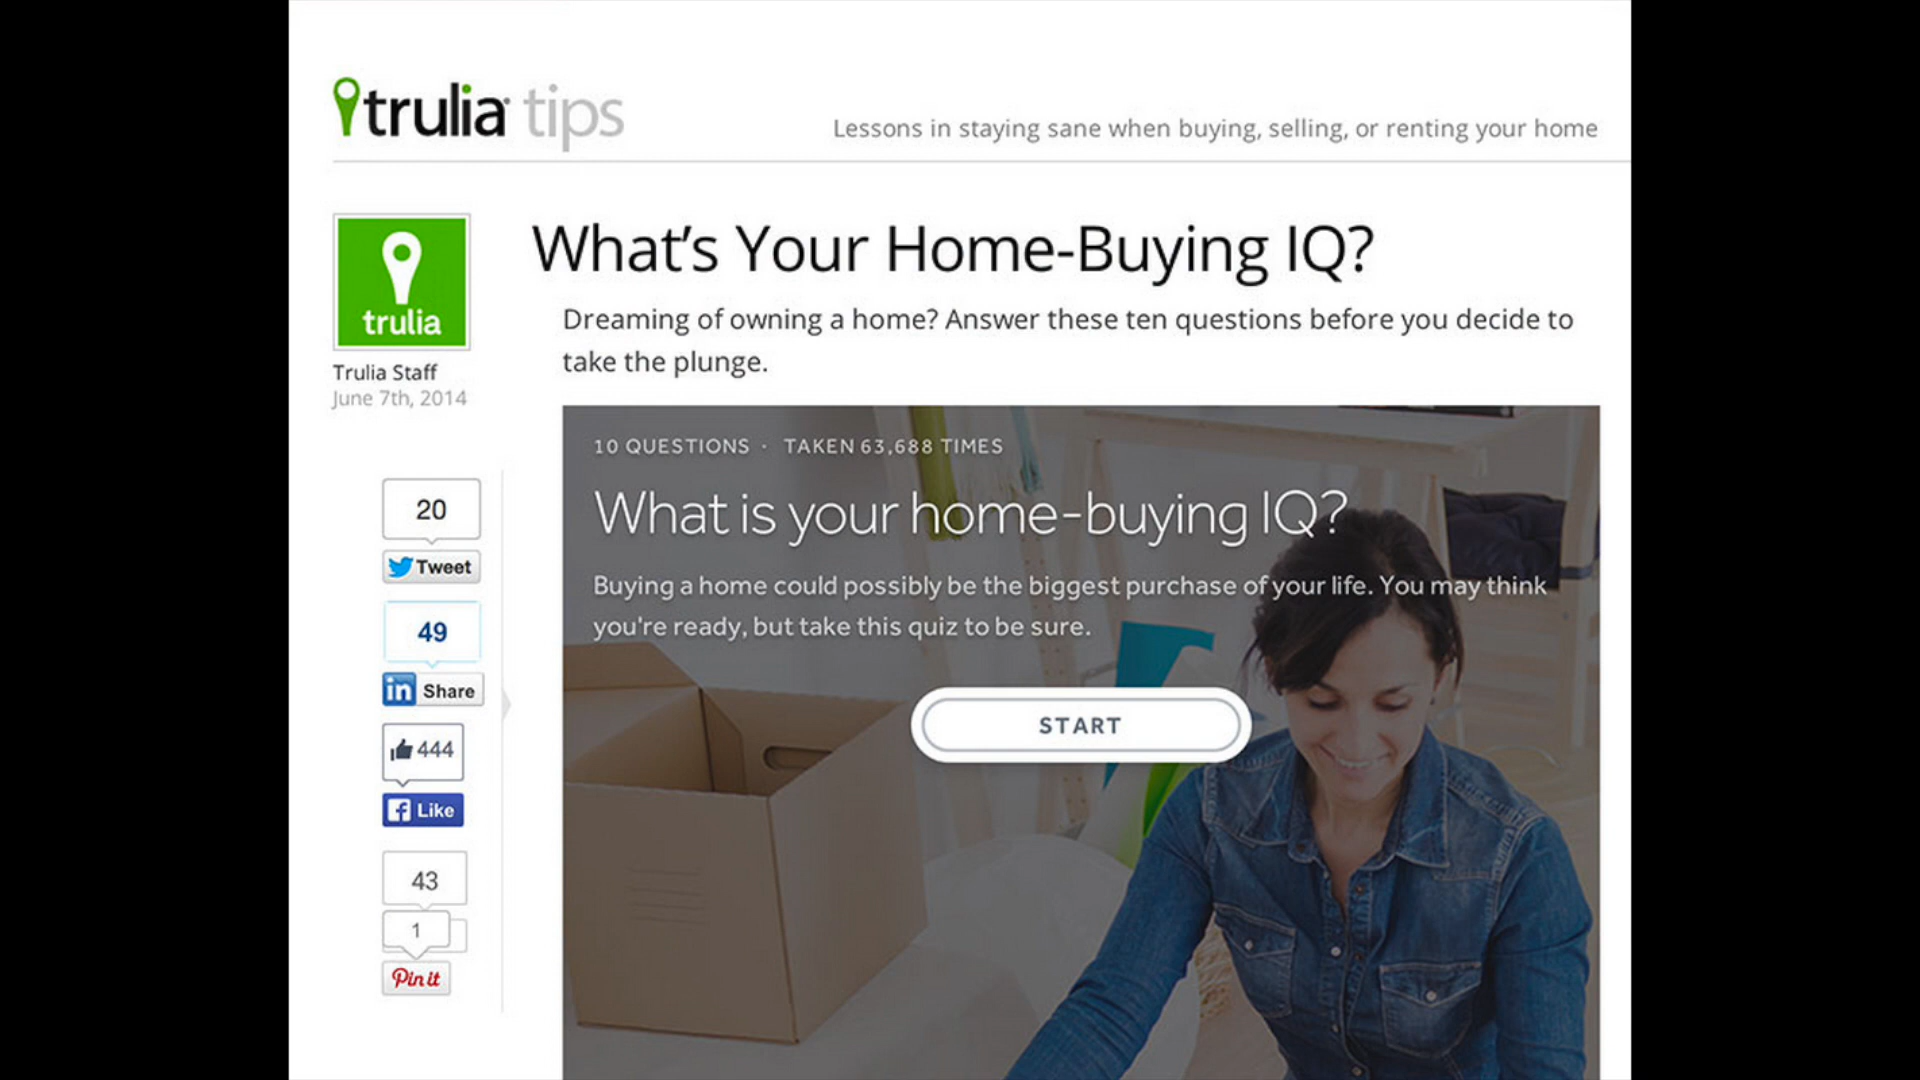 trulia tips
Lessons in staying sane when buying, selling, or renting your home
trulia
Trulia Staff
June 7th, 2014
What's Your Home-Buying IQ?
Dreaming of owning a home? Answer these ten questions before you decide to
take the plunge.
10 QUESTIONS · TAKEN 63,688 TIMES
What is your home-buying IQ?
Buying a home could possibly be the biggest purchase of your life. You may think
you're ready, but take this quiz to be sure.
START
20
Tweet
49
in Share
444
f Like
43
1
Pin it